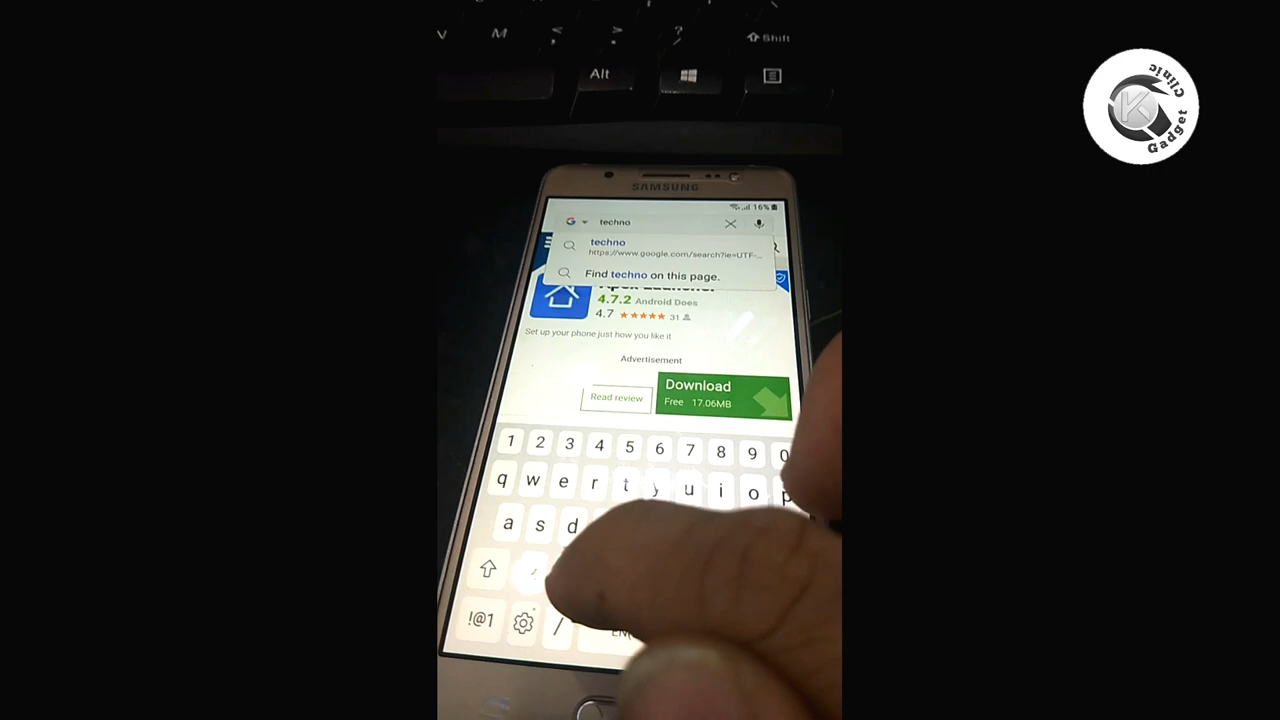 V M < , > . ? /
Shift
Alt
K
Gadget Clinic
SAMSUNG
16%
G techno
techno
https://www.google.com/search?ie=UTF-...
Find techno on this page.
Apex Launcher
4.7.2 Android Does
4.7 ★★★★★ 31
Set up your phone just how you like it
Advertisement
Read review
Download
Free 17.06MB
1 2 3 4 5 6 7 8 9 0
q w e r t y u i o p
a s d
!@1 /